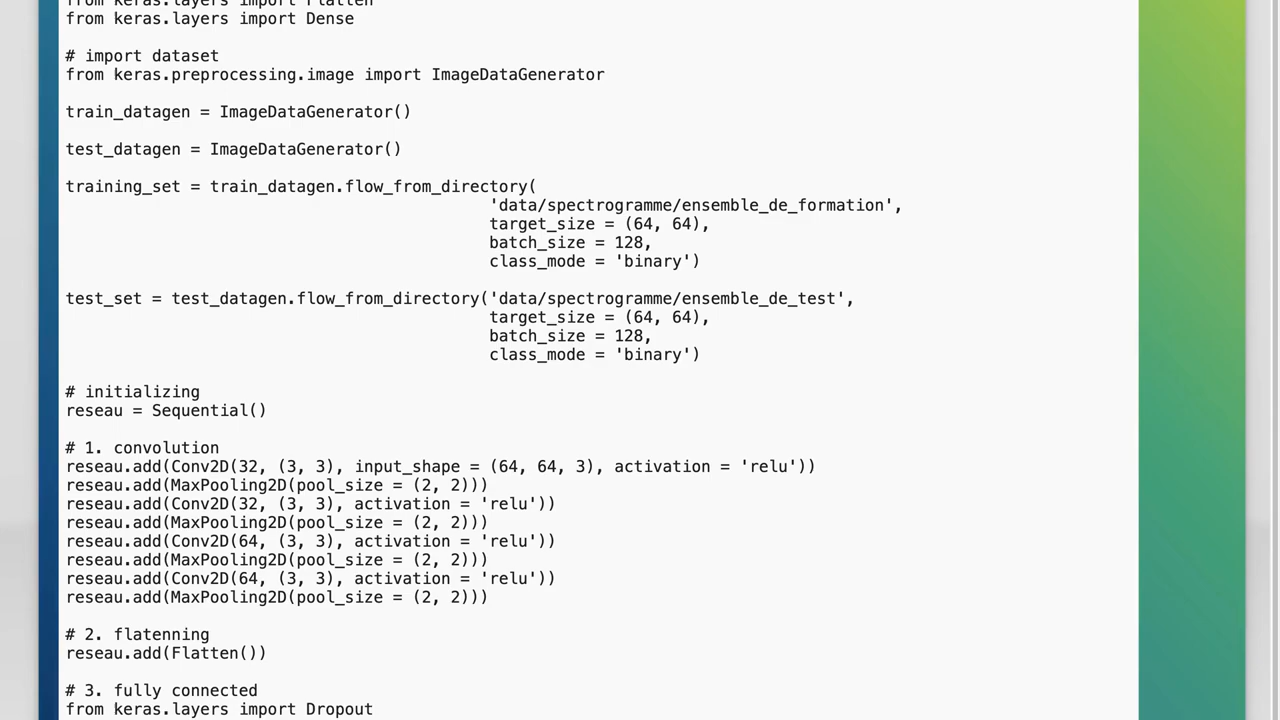 from keras.layers import Flatten
from keras.layers import Dense
# import dataset
from keras.preprocessing.image import ImageDataGenerator
train_datagen = ImageDataGenerator()
test_datagen = ImageDataGenerator()
training_set = train_datagen.flow_from_directory(
'data/spectrogramme/ensemble_de_formation',
target_size = (64, 64),
batch_size = 128,
class_mode = 'binary')
test_set = test_datagen.flow_from_directory('data/spectrogramme/ensemble_de_test',
target_size = (64, 64),
batch_size = 128,
class_mode = 'binary')
# initializing
reseau = Sequential()
# 1. convolution
reseau.add(Conv2D(32, (3, 3), input_shape = (64, 64, 3), activation = 'relu'))
reseau.add(MaxPooling2D(pool_size = (2, 2)))
reseau.add(Conv2D(32, (3, 3), activation = 'relu'))
reseau.add(MaxPooling2D(pool_size = (2, 2)))
reseau.add(Conv2D(64, (3, 3), activation = 'relu'))
reseau.add(MaxPooling2D(pool_size = (2, 2)))
reseau.add(Conv2D(64, (3, 3), activation = 'relu'))
reseau.add(MaxPooling2D(pool_size = (2, 2)))
# 2. flatenning
reseau.add(Flatten())
# 3. fully connected
from keras.layers import Dropout